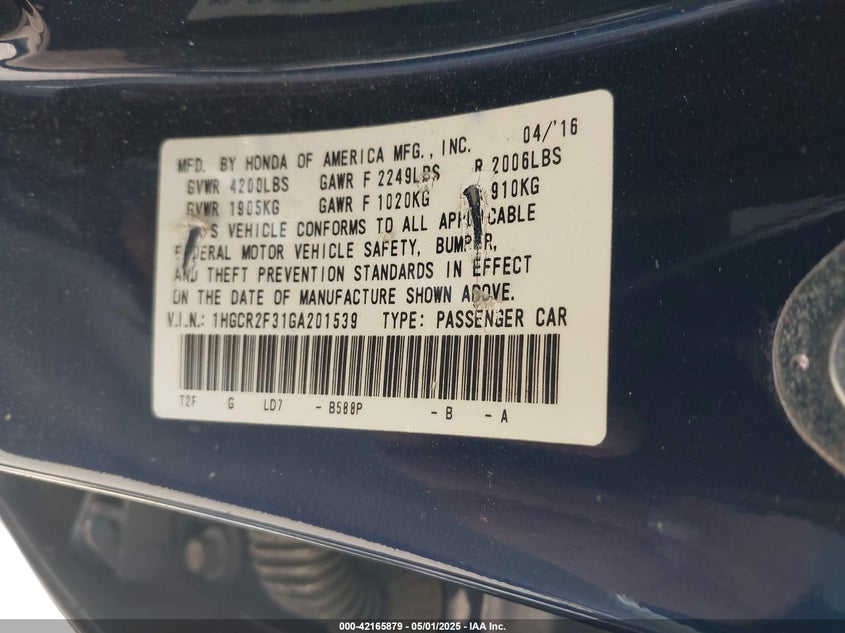 MFD. BY HONDA OF AMERICA MFG., INC. 04/'16
GVWR 4200LBS GAWR F 2249LBS R 2006LBS
GVWR 1905KG GAWR F 1020KG 910KG
S VEHICLE CONFORMS TO ALL APPLICABLE
FEDERAL MOTOR VEHICLE SAFETY, BUMPER,
AND THEFT PREVENTION STANDARDS IN EFFECT
ON THE DATE OF MANUFACTURE SHOWN ABOVE.
V.I.N.: 1HGCR2F31GA201539 TYPE: PASSENGER CAR
T2F G LD7 - B588P - B - A
000-42165879 / 05/01/2025 - IAA Inc.